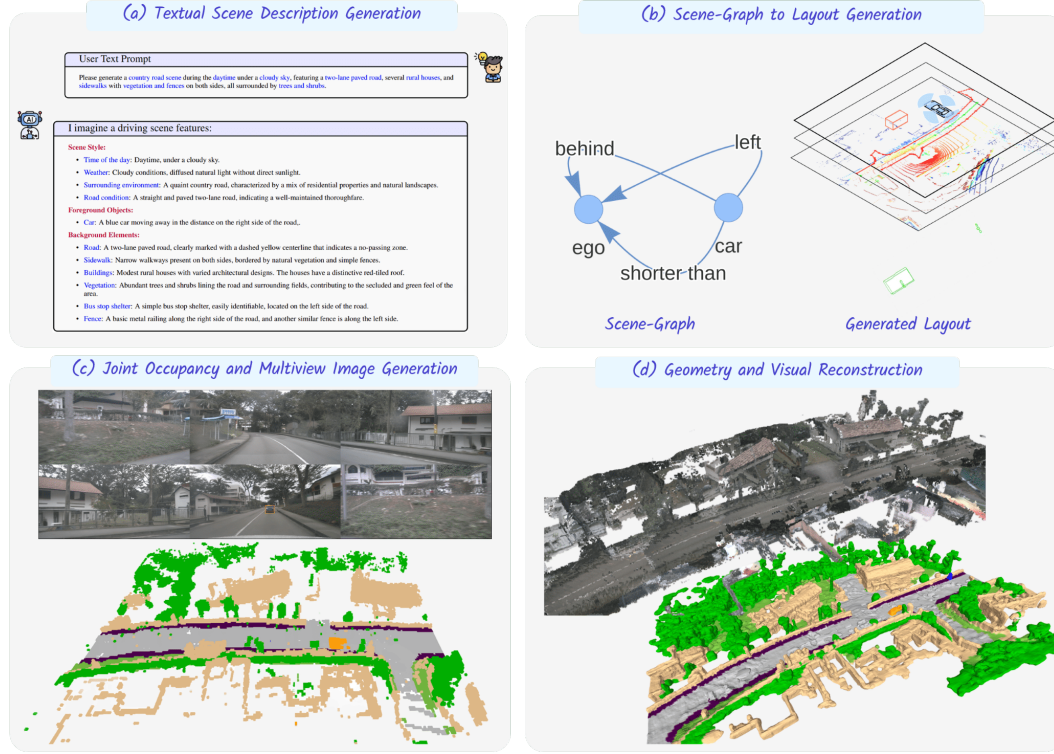 (a) Textual Scene Description Generation
User Text Prompt
Please generate a country road scene during the daytime under a cloudy sky, featuring a two-lane paved road, several rural houses, and
sidewalks with vegetation and fences on both sides, all surrounded by trees and shrubs.
AI
I imagine a driving scene features:
Scene Style:
• Time of the day: Daytime, under a cloudy sky.
• Weather: Cloudy conditions, diffused natural light without direct sunlight.
• Surrounding environment: A quaint country road, characterized by a mix of residential properties and natural landscapes.
• Road condition: A straight and paved two-lane road, indicating a well-maintained thoroughfare.
Foreground Objects:
• Car: A blue car moving away in the distance on the right side of the road,.
Background Elements:
• Road: A two-lane paved road, clearly marked with a dashed yellow centerline that indicates a no-passing zone.
• Sidewalk: Narrow walkways present on both sides, bordered by natural vegetation and simple fences.
• Buildings: Modest rural houses with varied architectural designs. The houses have a distinctive red-tiled roof.
• Vegetation: Abundant trees and shrubs lining the road and surrounding fields, contributing to the secluded and green feel of the
area.
• Bus stop shelter: A simple bus stop shelter, easily identifiable, located on the left side of the road.
• Fence: A basic metal railing along the right side of the road, and another similar fence is along the left side.
(b) Scene-Graph to Layout Generation
behind
left
ego
car
shorter than
Scene-Graph
Generated Layout
(c) Joint Occupancy and Multiview Image Generation
(d) Geometry and Visual Reconstruction